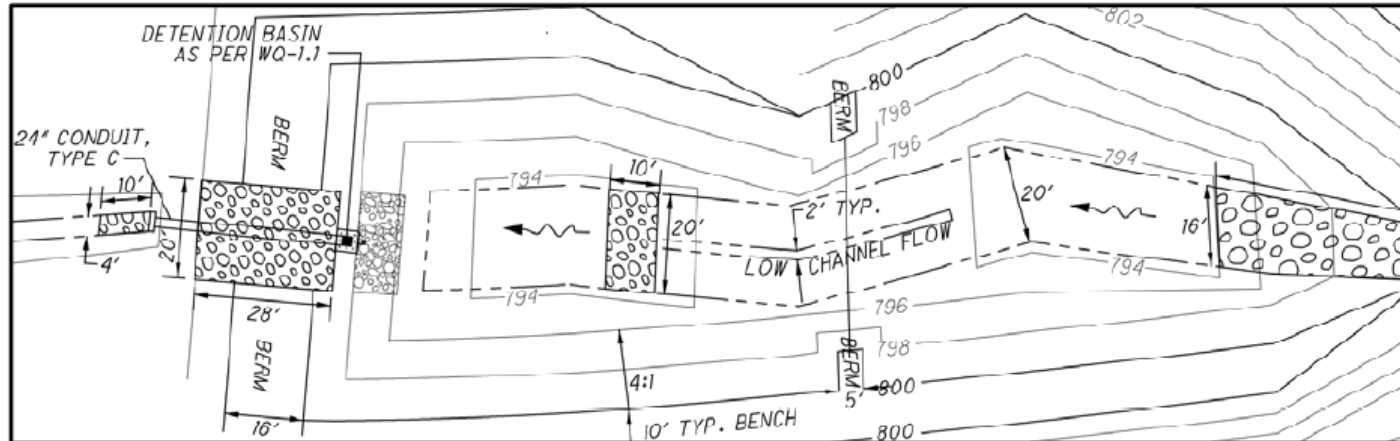 DETENTION BASIN
AS PER WQ-1.1
24" CONDUIT,
TYPE C
10'
4'
20'
28'
16'
BERM
BERM
794
794
10'
20'
2' TYP.
LOW CHANNEL FLOW
BERM
800
798
796
802
794
20'
16'
794
796
798
BERM
5'
800
4:1
10' TYP. BENCH
800